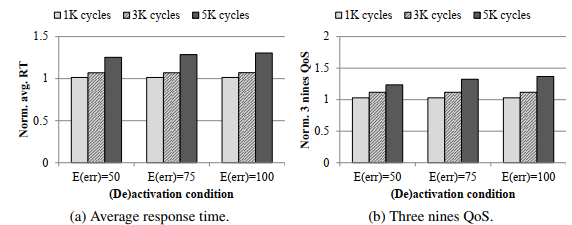 1K cycles 3K cycles 5K cycles
1.5
1
0.5
0
Norm. avg. RT
E(err)=50 E(err)=75 E(err)=100
(De)activation condition
(a) Average response time.
1K cycles 3K cycles 5K cycles
2
1.5
1
0.5
0
Norm. 3 nines QoS
E(err)=50 E(err)=75 E(err)=100
(De)activation condition
(b) Three nines QoS.